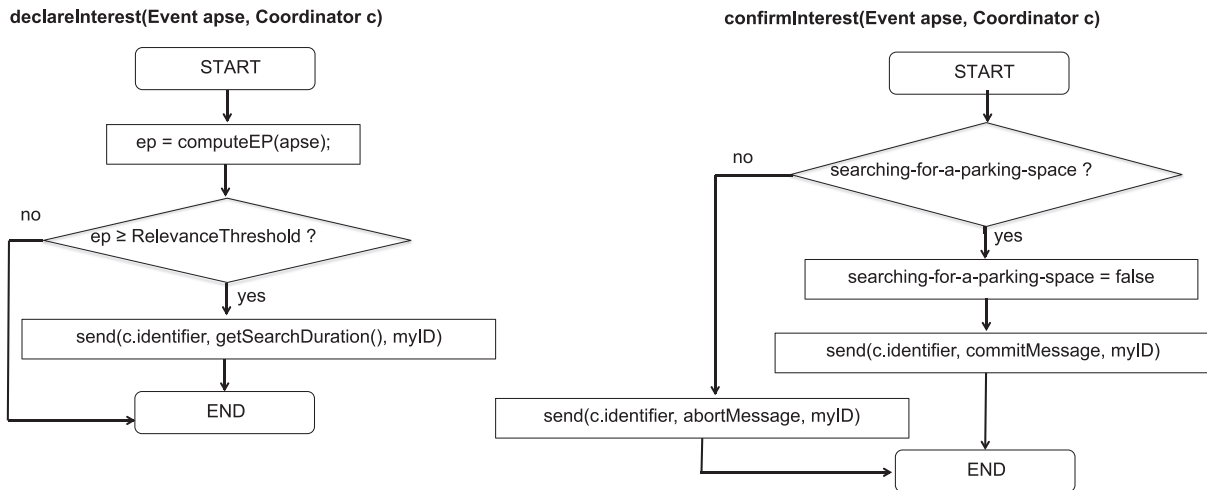 declareInterest(Event apse, Coordinator c)
START
ep = computeEP(apse);
no
ep ≥ RelevanceThreshold ?
yes
send(c.identifier, getSearchDuration(), myID)
END
confirmInterest(Event apse, Coordinator c)
START
no
searching-for-a-parking-space ?
yes
searching-for-a-parking-space = false
send(c.identifier, commitMessage, myID)
send(c.identifier, abortMessage, myID)
END